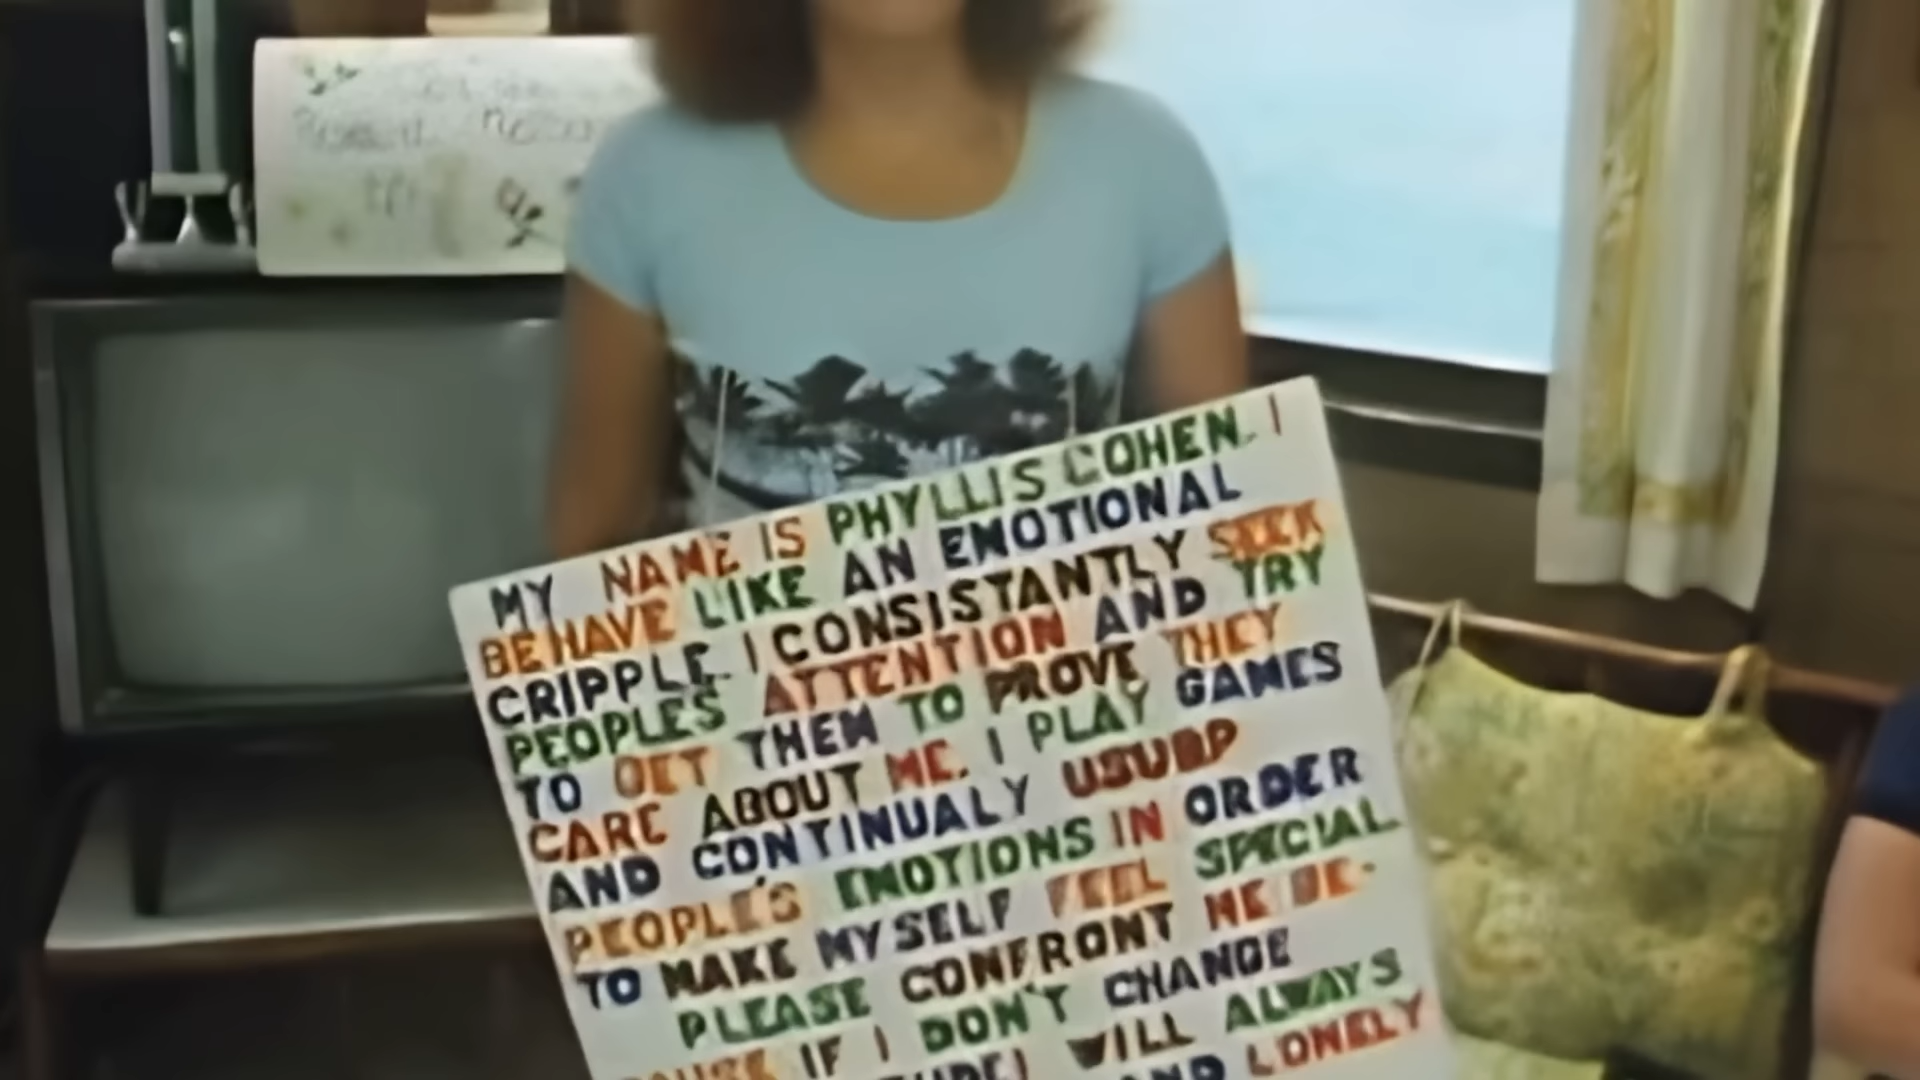 MY NAME IS PHYLLIS COHEN. I
BEHAVE LIKE AN EMOTIONAL
CRIPPLE. I CONSISTANTLY SEEK
PEOPLES ATTENTION AND TRY
TO GET THEM TO PROVE THEY
CARE ABOUT ME. I PLAY GAMES
AND CONTINUALY USURP
PEOPLE'S EMOTIONS IN ORDER
TO MAKE MYSELF FEEL SPECIAL.
PLEASE CONFRONT ME BE-
IF I DON'T CHANGE
WILL ALWAYS
AND LONELY